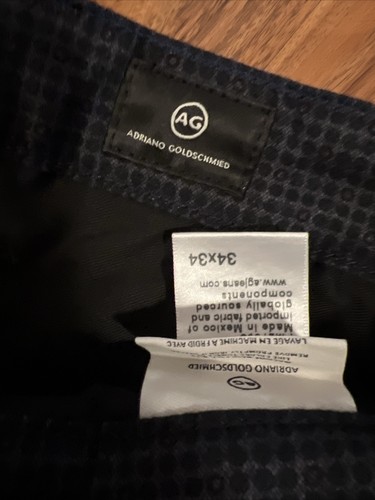 AG
ADRIANO GOLDSCHMIED
34x34
www.agjeans.com
components
globally sourced
imported fabric and
Made in Mexico of
LAVAGE EN MACHINE A FROID AVEC
ADRIANO GOLDSCHMIED
AG